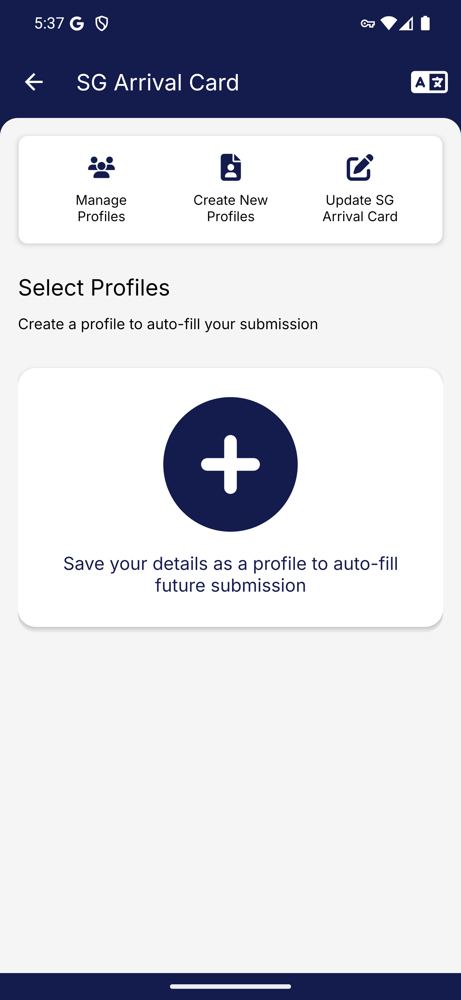 5:37
SG Arrival Card
A 文
Manage
Profiles
Create New
Profiles
Update SG
Arrival Card
Select Profiles
Create a profile to auto-fill your submission
Save your details as a profile to auto-fill
future submission